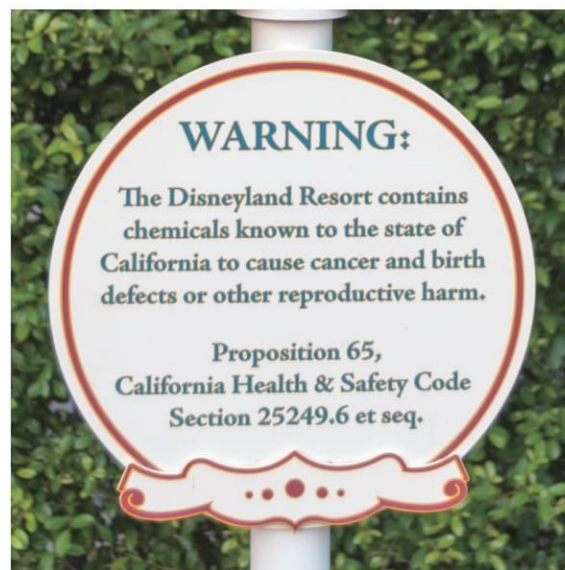 WARNING:
The Disneyland Resort contains
chemicals known to the state of
California to cause cancer and birth
defects or other reproductive harm.
Proposition 65,
California Health & Safety Code
Section 25249.6 et seq.